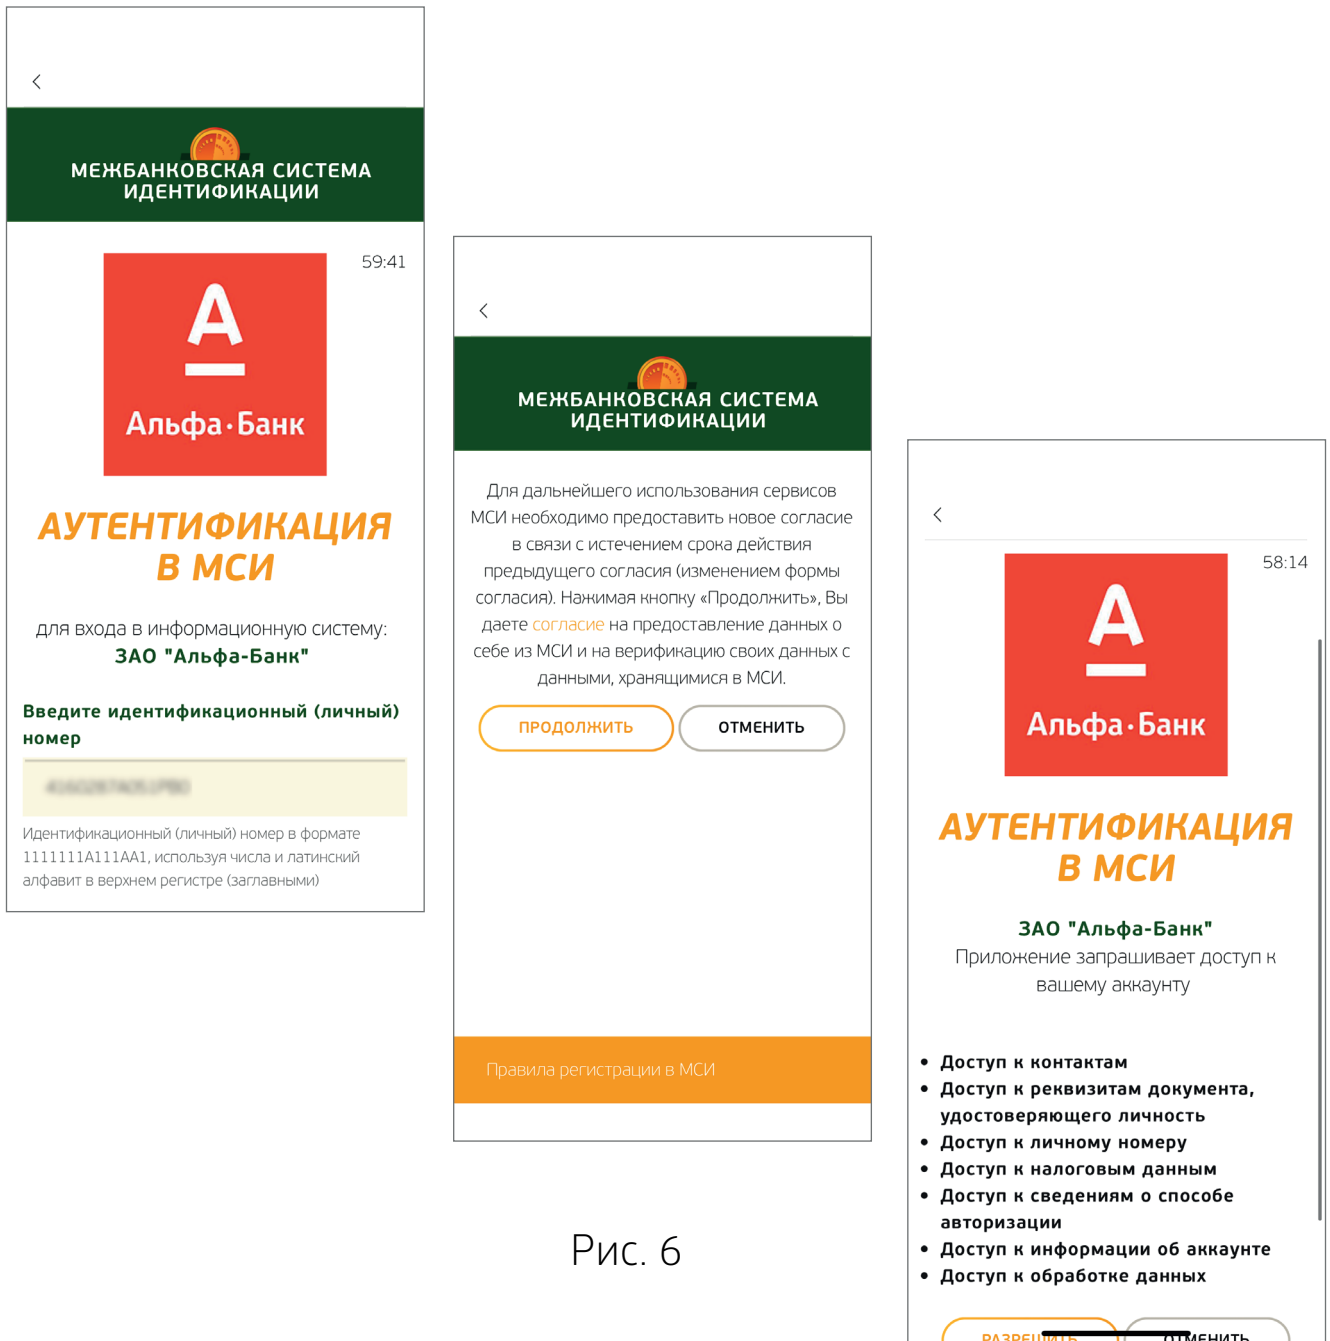 МЕЖБАНКОВСКАЯ СИСТЕМА
ИДЕНТИФИКАЦИИ
59:41
А
Альфа·Банк
АУТЕНТИФИКАЦИЯ
В МСИ
для входа в информационную систему:
ЗАО "Альфа-Банк"
Введите идентификационный (личный)
номер
Идентификационный (личный) номер в формате
1111111А111АА1, используя числа и латинский
алфавит в верхнем регистре (заглавными)
МЕЖБАНКОВСКАЯ СИСТЕМА
ИДЕНТИФИКАЦИИ
Для дальнейшего использования сервисов
МСИ необходимо предоставить новое согласие
в связи с истечением срока действия
предыдущего согласия (изменением формы
согласия). Нажимая кнопку «Продолжить», Вы
даете согласие на предоставление данных о
себе из МСИ и на верификацию своих данных с
данными, хранящимися в МСИ.
ПРОДОЛЖИТЬ ОТМЕНИТЬ
Правила регистрации в МСИ
58:14
А
Альфа·Банк
АУТЕНТИФИКАЦИЯ
В МСИ
ЗАО "Альфа-Банк"
Приложение запрашивает доступ к
вашему аккаунту
• Доступ к контактам
• Доступ к реквизитам документа,
удостоверяющего личность
• Доступ к личному номеру
• Доступ к налоговым данным
• Доступ к сведениям о способе
авторизации
• Доступ к информации об аккаунте
• Доступ к обработке данных
РАЗРЕШИТЬ ОТМЕНИТЬ
Рис. 6